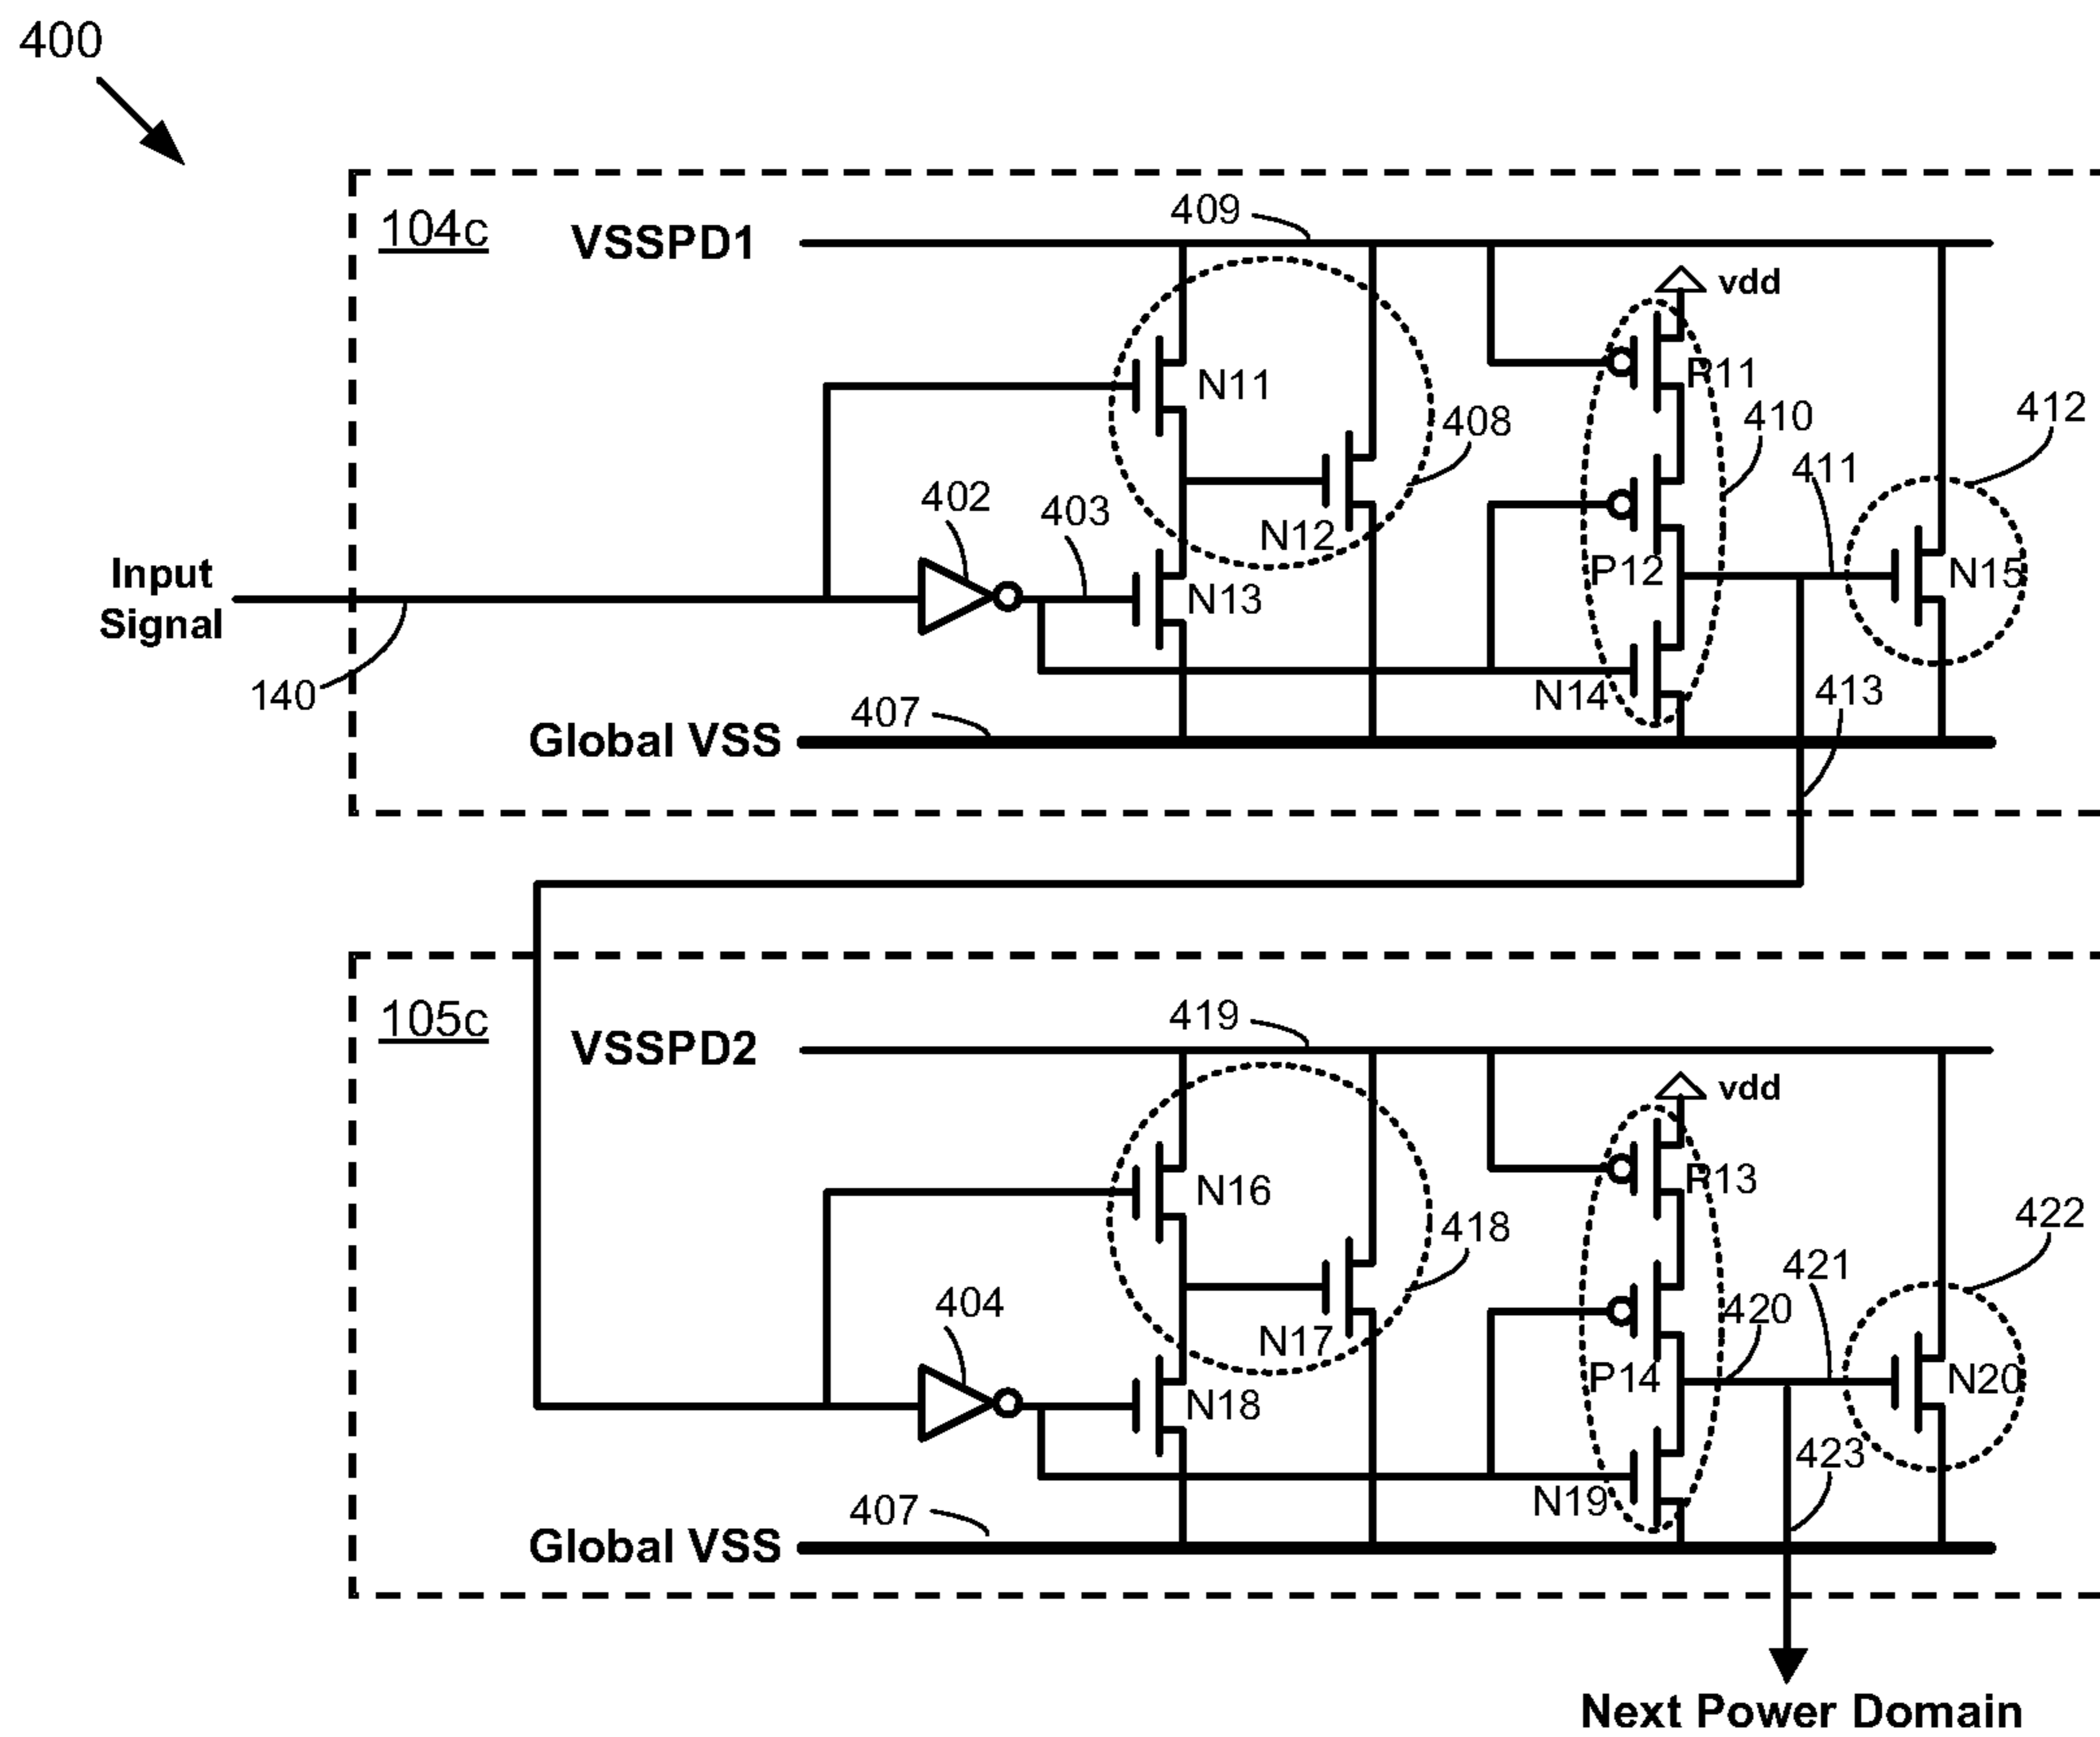 400
104c
VSSPD1
409
vdd
N11
P11
408
410
412
402
403
N12
411
P12
N15
Input
Signal
N13
140
N14
413
407
Global VSS
105c
VSSPD2
419
vdd
N16
P13
418
422
404
N17
421
420
P14
N20
N18
423
N19
407
Global VSS
Next Power Domain